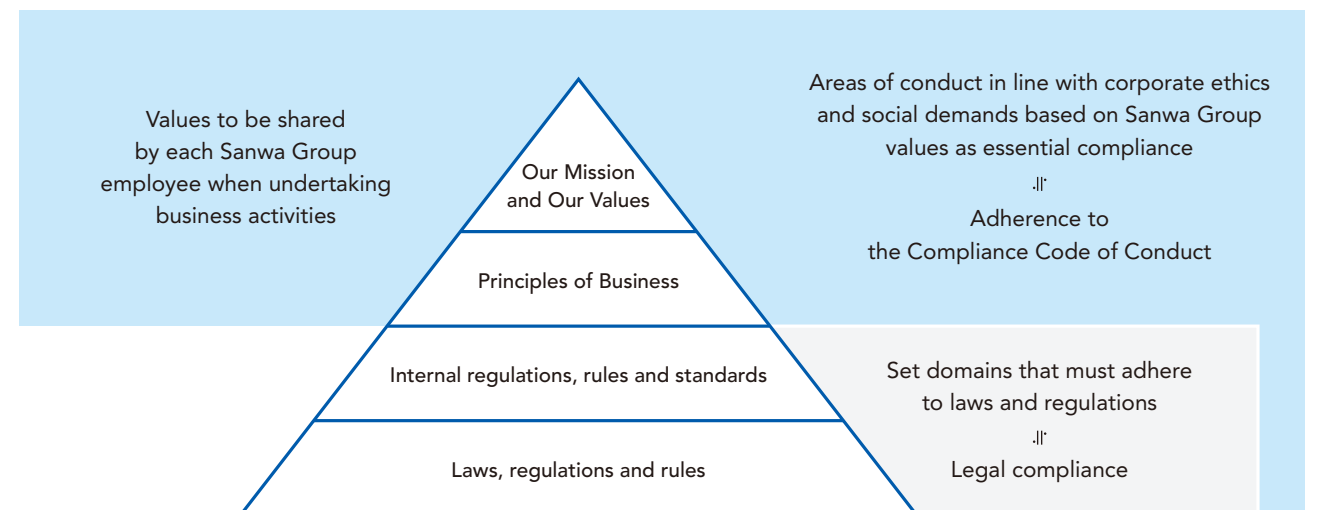 Values to be shared
by each Sanwa Group
employee when undertaking
business activities
Our Mission
and Our Values
Principles of Business
Internal regulations, rules and standards
Laws, regulations and rules
Areas of conduct in line with corporate ethics
and social demands based on Sanwa Group
values as essential compliance
≒
Adherence to
the Compliance Code of Conduct
Set domains that must adhere
to laws and regulations
≒
Legal compliance